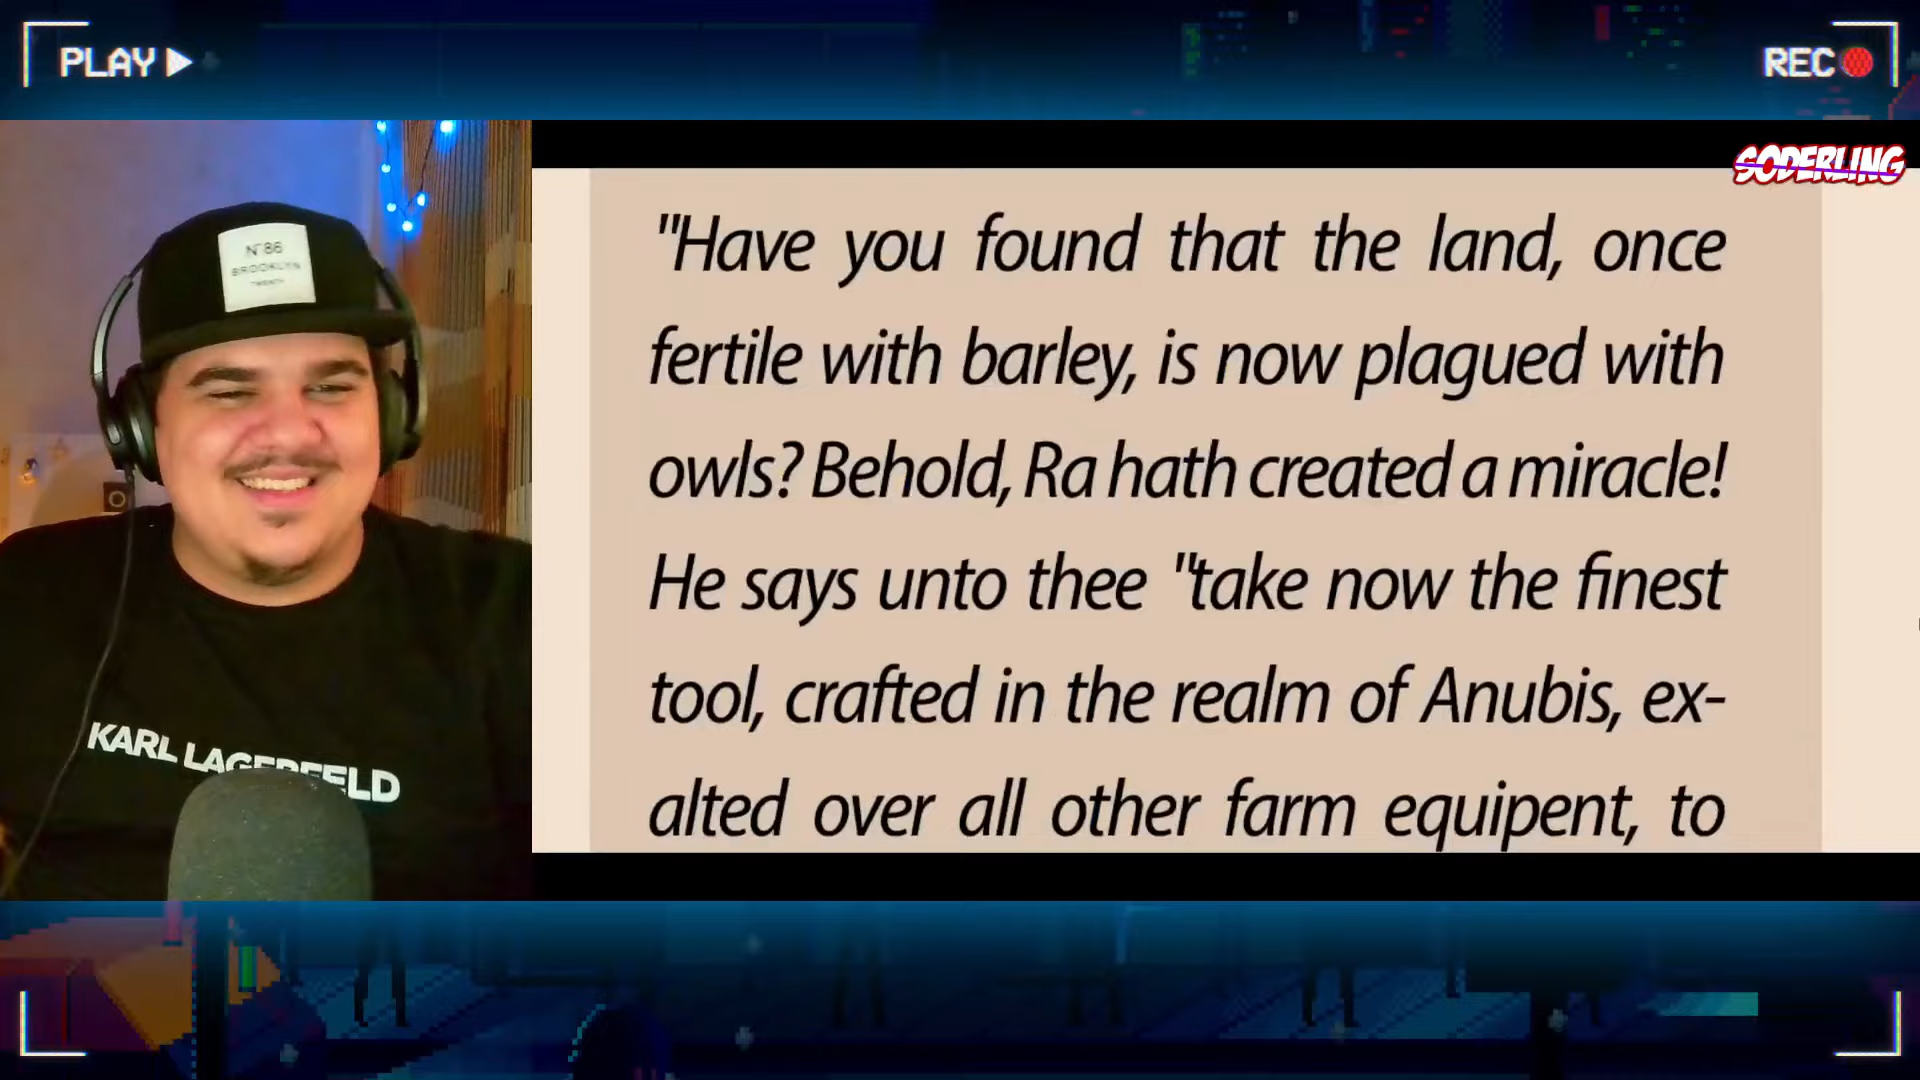 PLAY
REC
SODERLING
N°86
BROOKLYN
TWENTY
KARL LAGERFELD
"Have you found that the land, once
fertile with barley, is now plagued with
owls? Behold, Ra hath created a miracle!
He says unto thee "take now the finest
tool, crafted in the realm of Anubis, ex-
alted over all other farm equipent, to